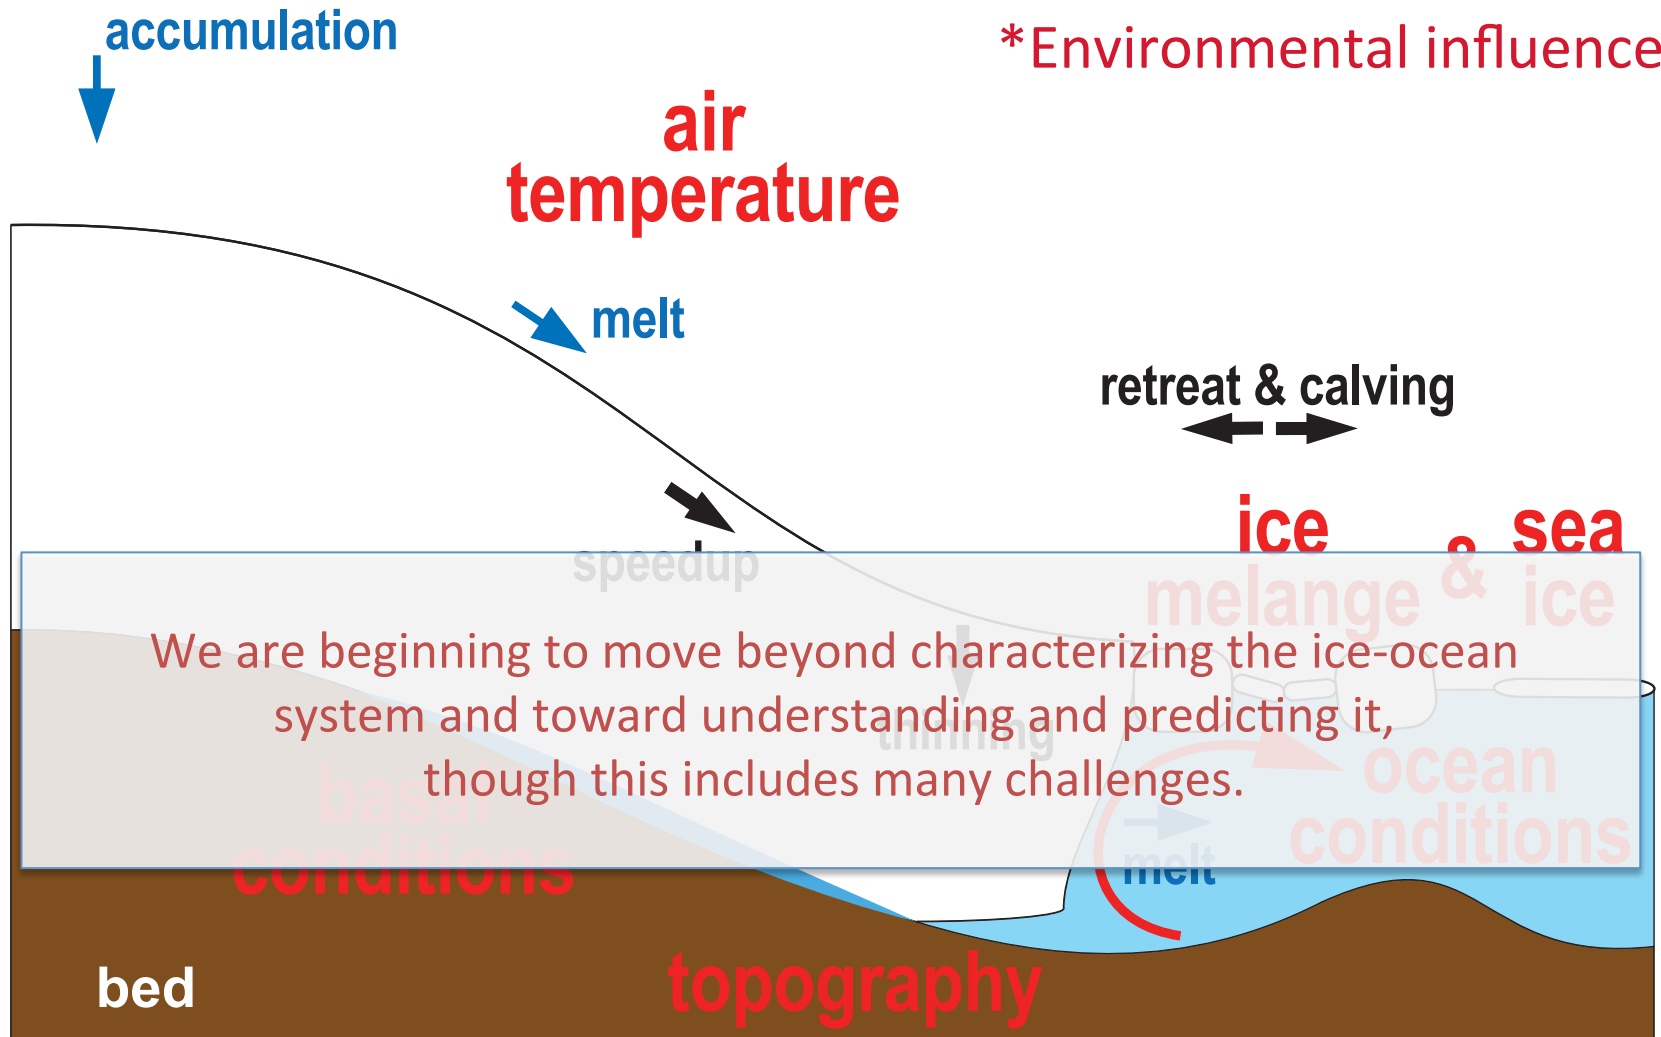 accumulation
*Environmental influence
air
temperature
melt
retreat & calving
ice
melange
&
sea
ice
speedup
We are beginning to move beyond characterizing the ice-ocean
system and toward understanding and predicting it,
though this includes many challenges.
thinning
basal
conditions
ocean
conditions
melt
topography
bed